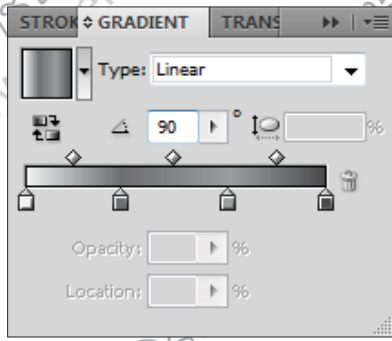 STROK GRADIENT TRANS
Type: Linear
90 ° %
Opacity: %
Location: %